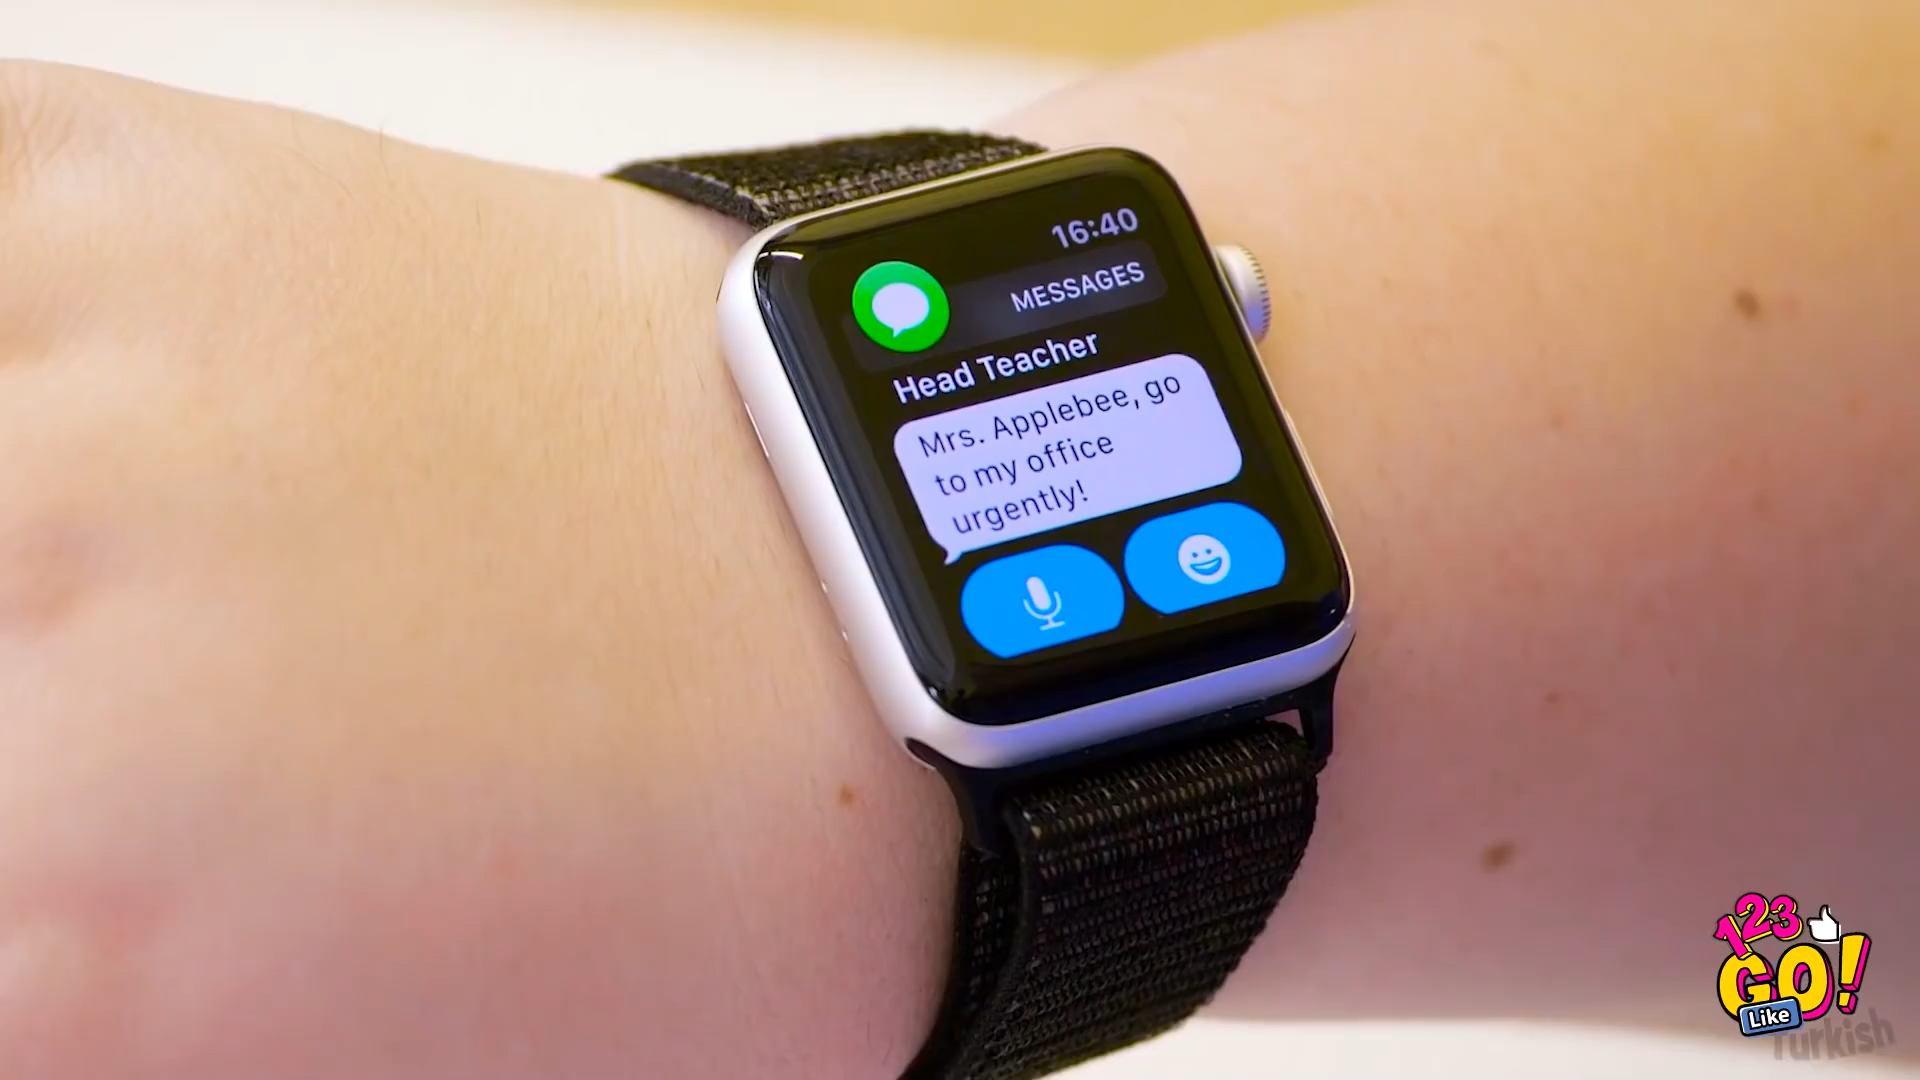 16:40
MESSAGES
Head Teacher
Mrs. Applebee, go
to my office
urgently!
123
GO!
Like
Turkish